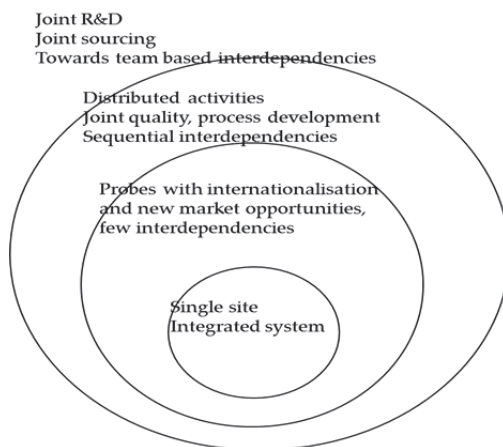 Joint R&D
Joint sourcing
Towards team based interdependencies
Distributed activities
Joint quality, process development
Sequential interdependencies
Probes with internationalisation
and new market opportunities,
few interdependencies
Single site
Integrated system